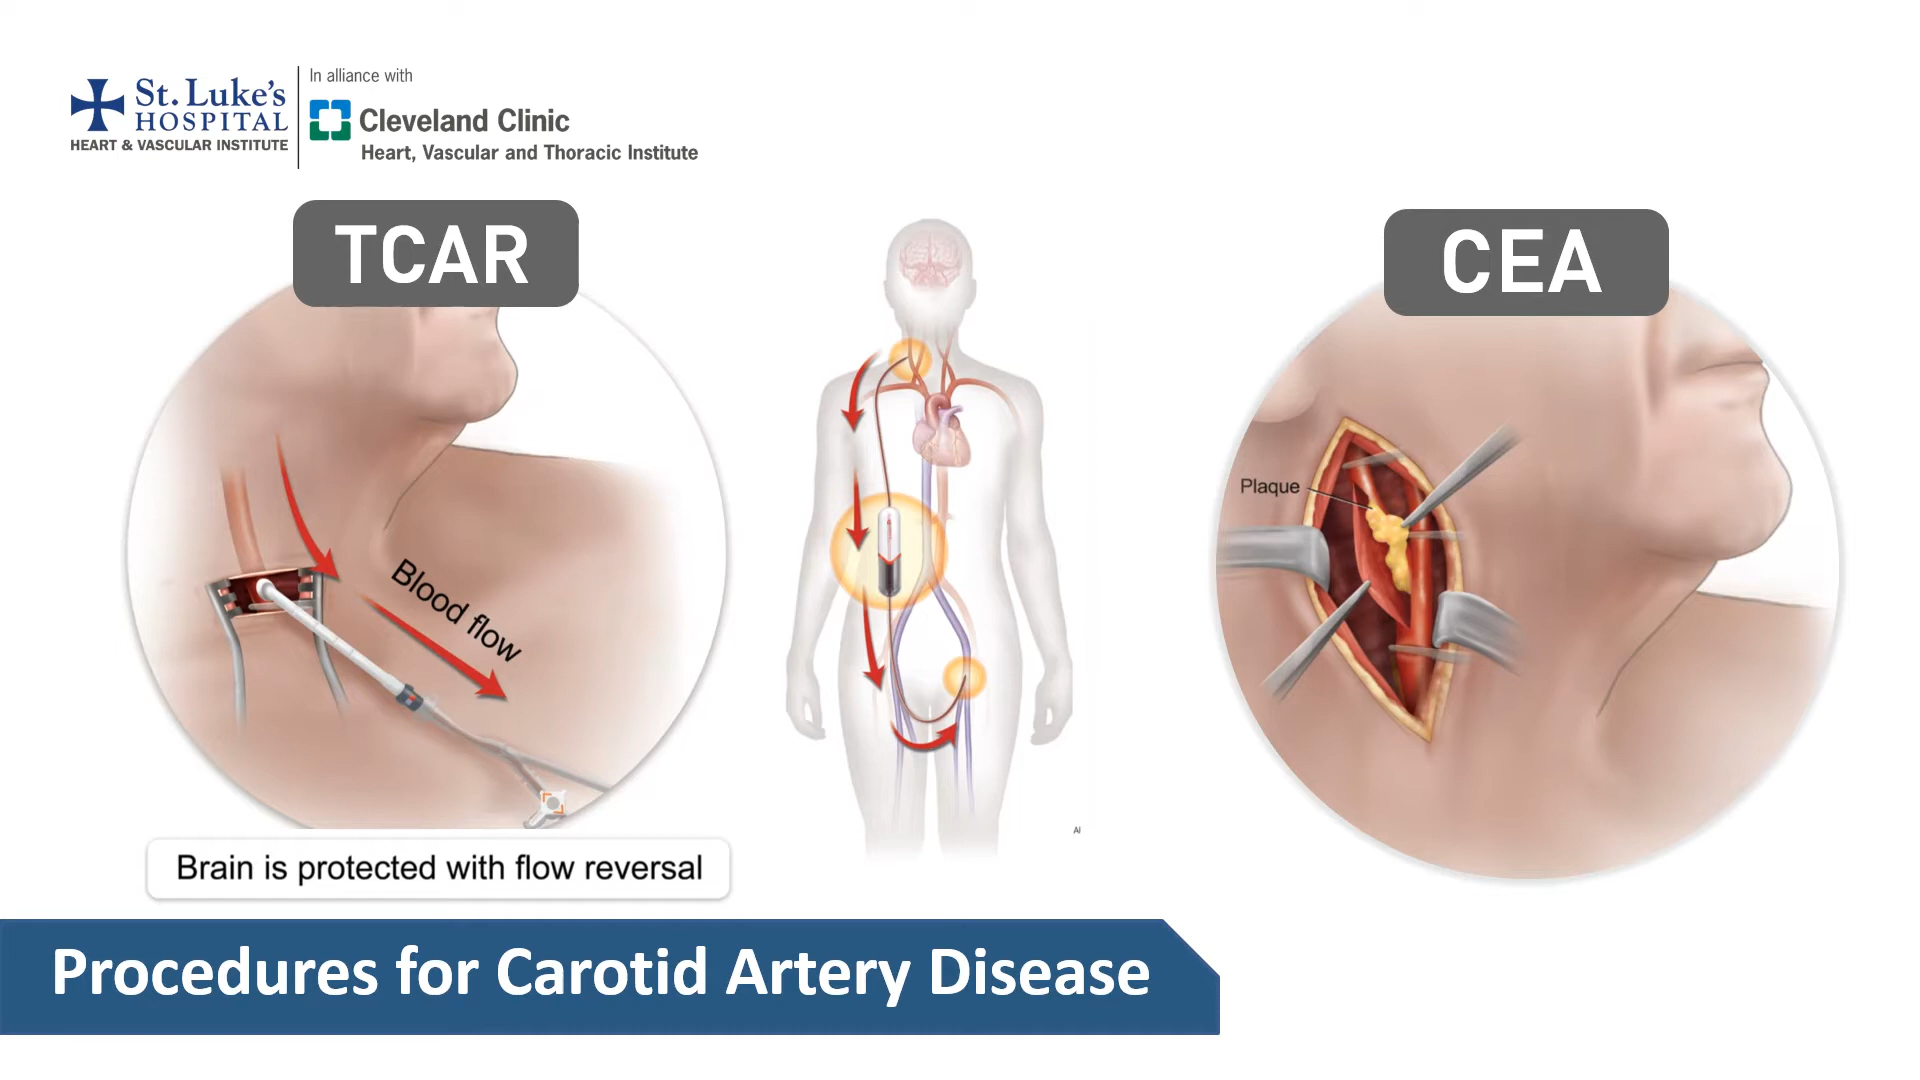 St. Luke's
HOSPITAL
HEART & VASCULAR INSTITUTE
In alliance with
Cleveland Clinic
Heart, Vascular and Thoracic Institute
TCAR
Blood flow
Brain is protected with flow reversal
AI
CEA
Plaque
Procedures for Carotid Artery Disease